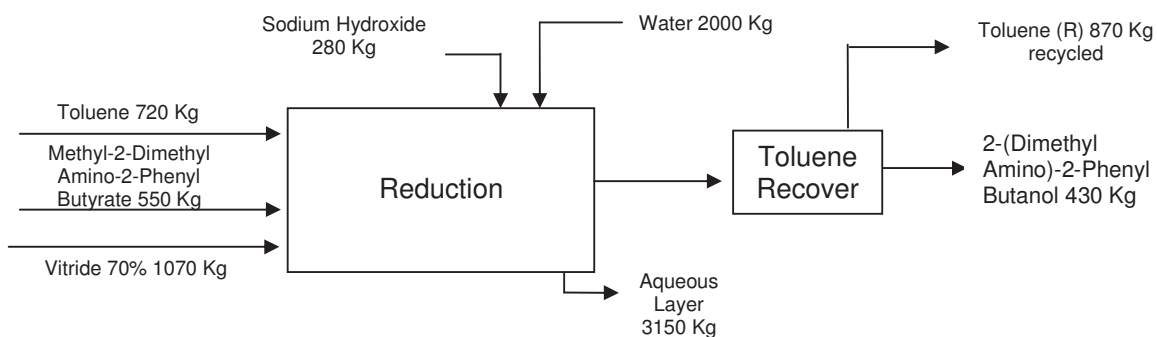 Sodium Hydroxide
280 Kg
Water 2000 Kg
Toluene (R) 870 Kg
recycled
Toluene 720 Kg
Methyl-2-Dimethyl
Amino-2-Phenyl
Butyrate 550 Kg
Vitride 70% 1070 Kg
Reduction
Toluene
Recover
2-(Dimethyl
Amino)-2-Phenyl
Butanol 430 Kg
Aqueous
Layer
3150 Kg